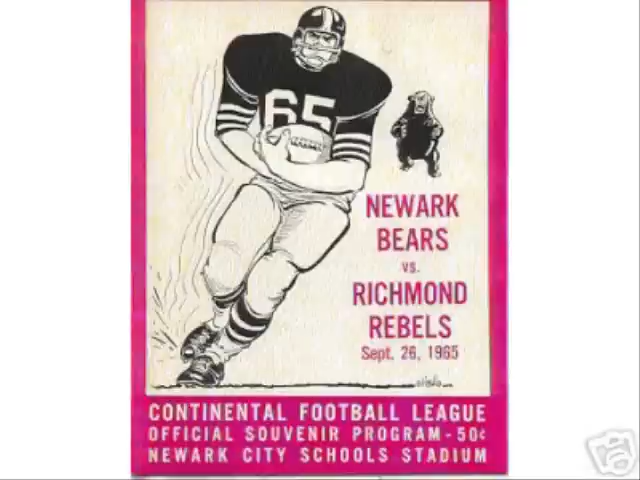 65
NEWARK
BEARS
vs.
RICHMOND
REBELS
Sept. 26, 1965
CONTINENTAL FOOTBALL LEAGUE
OFFICIAL SOUVENIR PROGRAM - 50¢
NEWARK CITY SCHOOLS STADIUM